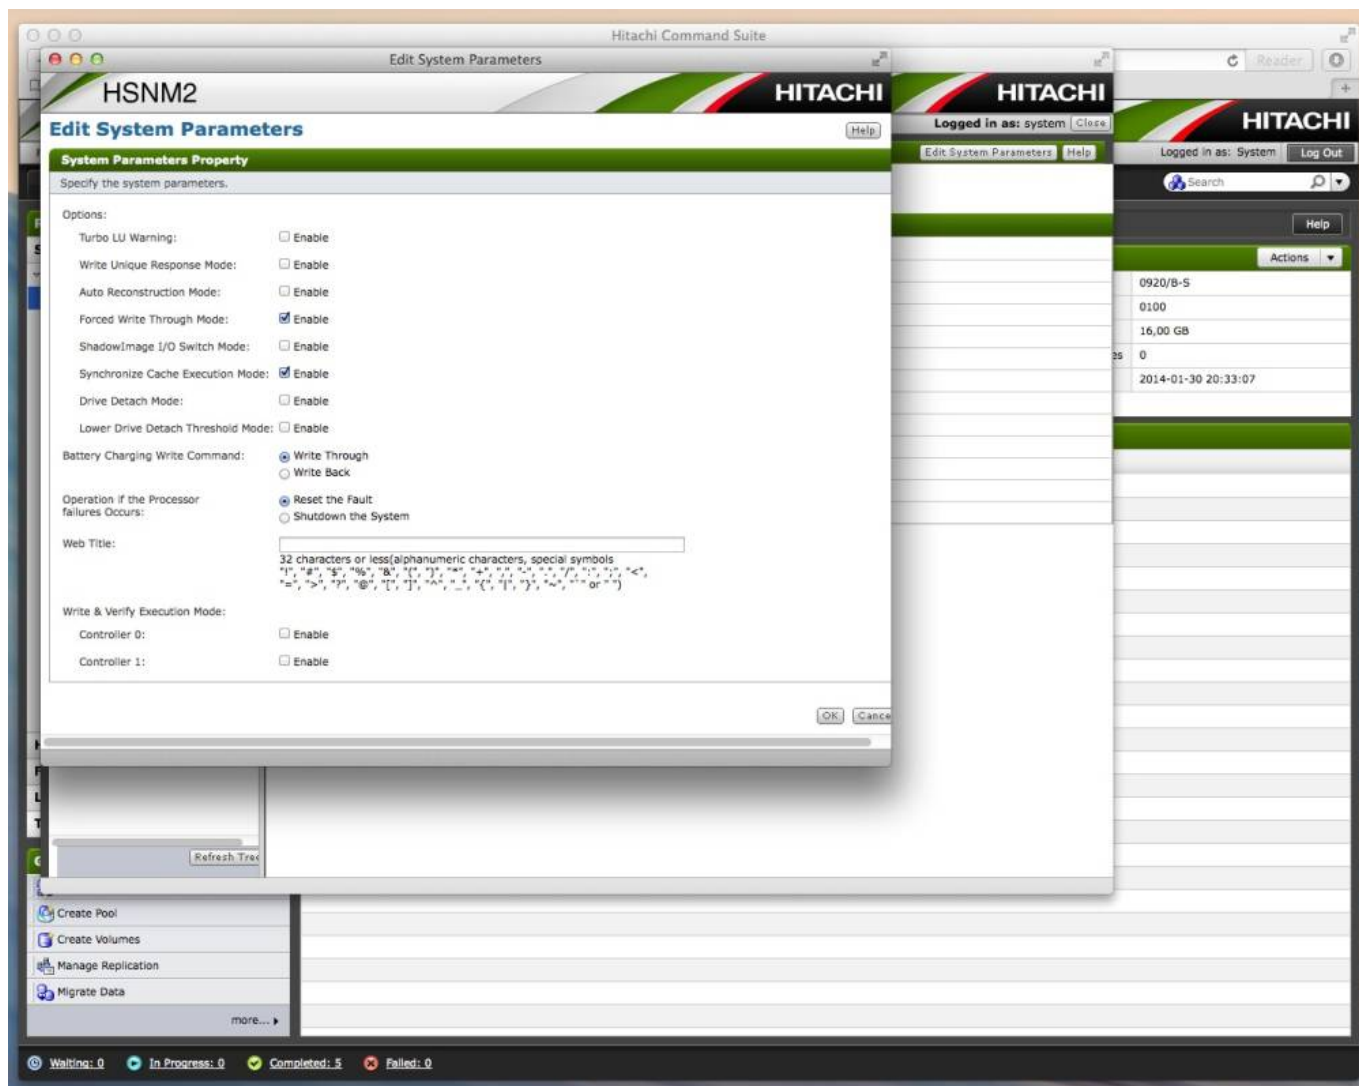 Hitachi Command Suite
Edit System Parameters
Reader
HSNM2
HITACHI
HITACHI
HITACHI
Edit System Parameters
Help
Logged in as: system
Close
Logged in as: System
Log Out
System Parameters Property
Edit System Parameters
Help
Specify the system parameters.
Search
Options:
Help
Turbo LU Warning:
Enable
Actions
Write Unique Response Mode:
Enable
0920/B-S
Auto Reconstruction Mode:
Enable
0100
Forced Write Through Mode:
Enable
16,00 GB
ShadowImage I/O Switch Mode:
Enable
es 0
Synchronize Cache Execution Mode:
Enable
2014-01-30 20:33:07
Drive Detach Mode:
Enable
Lower Drive Detach Threshold Mode:
Enable
Battery Charging Write Command:
Write Through
Write Back
Operation if the Processor
failures Occurs:
Reset the Fault
Shutdown the System
Web Title:
32 characters or less(alphanumeric characters, special symbols
Write & Verify Execution Mode:
Controller 0:
Enable
Controller 1:
Enable
OK
Cance
Refresh Tree
Create Pool
Create Volumes
Manage Replication
Migrate Data
more...
Waiting: 0
In Progress: 0
Completed: 5
Failed: 0